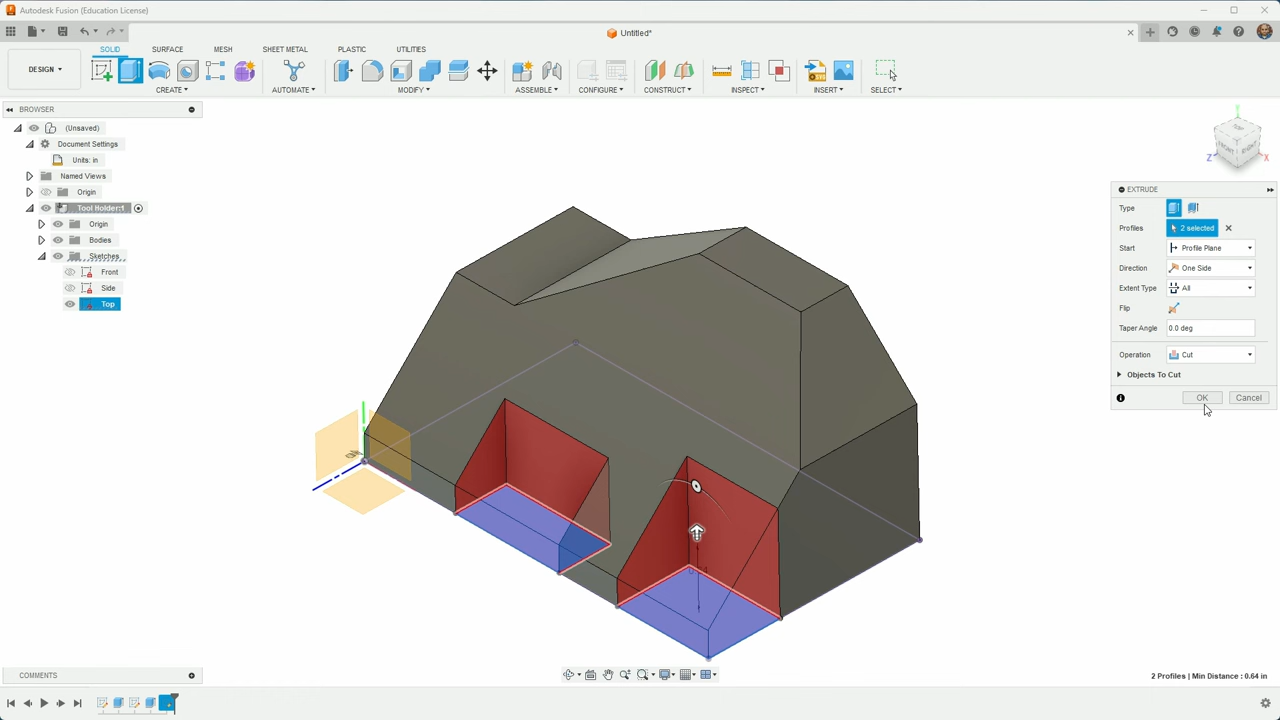 Autodesk Fusion (Education License)
Untitled*
DESIGN
SOLID
SURFACE
MESH
SHEET METAL
PLASTIC
UTILITIES
CREATE
AUTOMATE
MODIFY
ASSEMBLE
CONFIGURE
CONSTRUCT
INSPECT
INSERT
SELECT
BROWSER
(Unsaved)
Document Settings
Units: in
Named Views
Origin
Tool Holder:1
Origin
Bodies
Sketches
Front
Side
Top
Y
TOP
FRONT
RIGHT
Z
X
EXTRUDE
Type
Profiles 2 selected
Start Profile Plane
Direction One Side
Extent Type All
Flip
Taper Angle 0.0 deg
Operation Cut
Objects To Cut
OK Cancel
COMMENTS
2 Profiles | Min Distance : 0.64 in